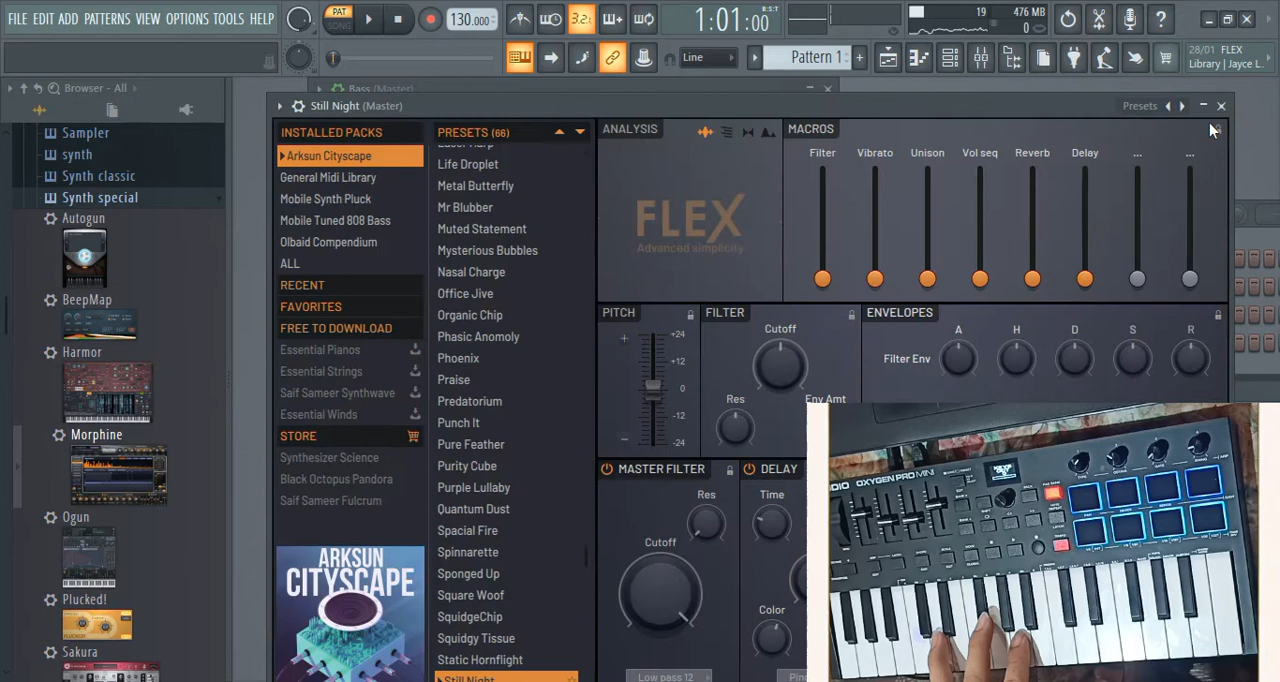 FILE EDIT ADD PATTERNS VIEW OPTIONS TOOLS HELP
PAT
SONG
130.000
3.2
1:01:00
B:S:T
19
476 MB
0
Line
Pattern 1
28/01 FLEX
Library | Jayce L.
Browser - All
Sampler
synth
Synth classic
Synth special
Autogun
BeepMap
Harmor
Morphine
Ogun
Plucked!
Sakura
Bass (Master)
Still Night (Master)
Presets
INSTALLED PACKS
Arksun Cityscape
General Midi Library
Mobile Synth Pluck
Mobile Tuned 808 Bass
Olbaid Compendium
ALL
RECENT
FAVORITES
FREE TO DOWNLOAD
Essential Pianos
Essential Strings
Saif Sameer Synthwave
Essential Winds
STORE
Synthesizer Science
Black Octopus Pandora
Saif Sameer Fulcrum
ARKSUN
CITYSCAPE
PRESETS (66)
Life Droplet
Metal Butterfly
Mr Blubber
Muted Statement
Mysterious Bubbles
Nasal Charge
Office Jive
Organic Chip
Phasic Anomoly
Phoenix
Praise
Predatorium
Punch It
Pure Feather
Purity Cube
Purple Lullaby
Quantum Dust
Spacial Fire
Spinnarette
Sponged Up
Square Woof
SquidgeChip
Squidgy Tissue
Static Hornflight
Still Night
ANALYSIS
FLEX
Advanced simplicity
MACROS
Filter
Vibrato
Unison
Vol seq
Reverb
Delay
...
...
PITCH
+24
+12
0
-12
-24
FILTER
Cutoff
Res
Env Amt
ENVELOPES
A
H
D
S
R
Filter Env
MASTER FILTER
Res
Cutoff
Low pass 12
DELAY
Time
Color
OXYGEN PRO MINI